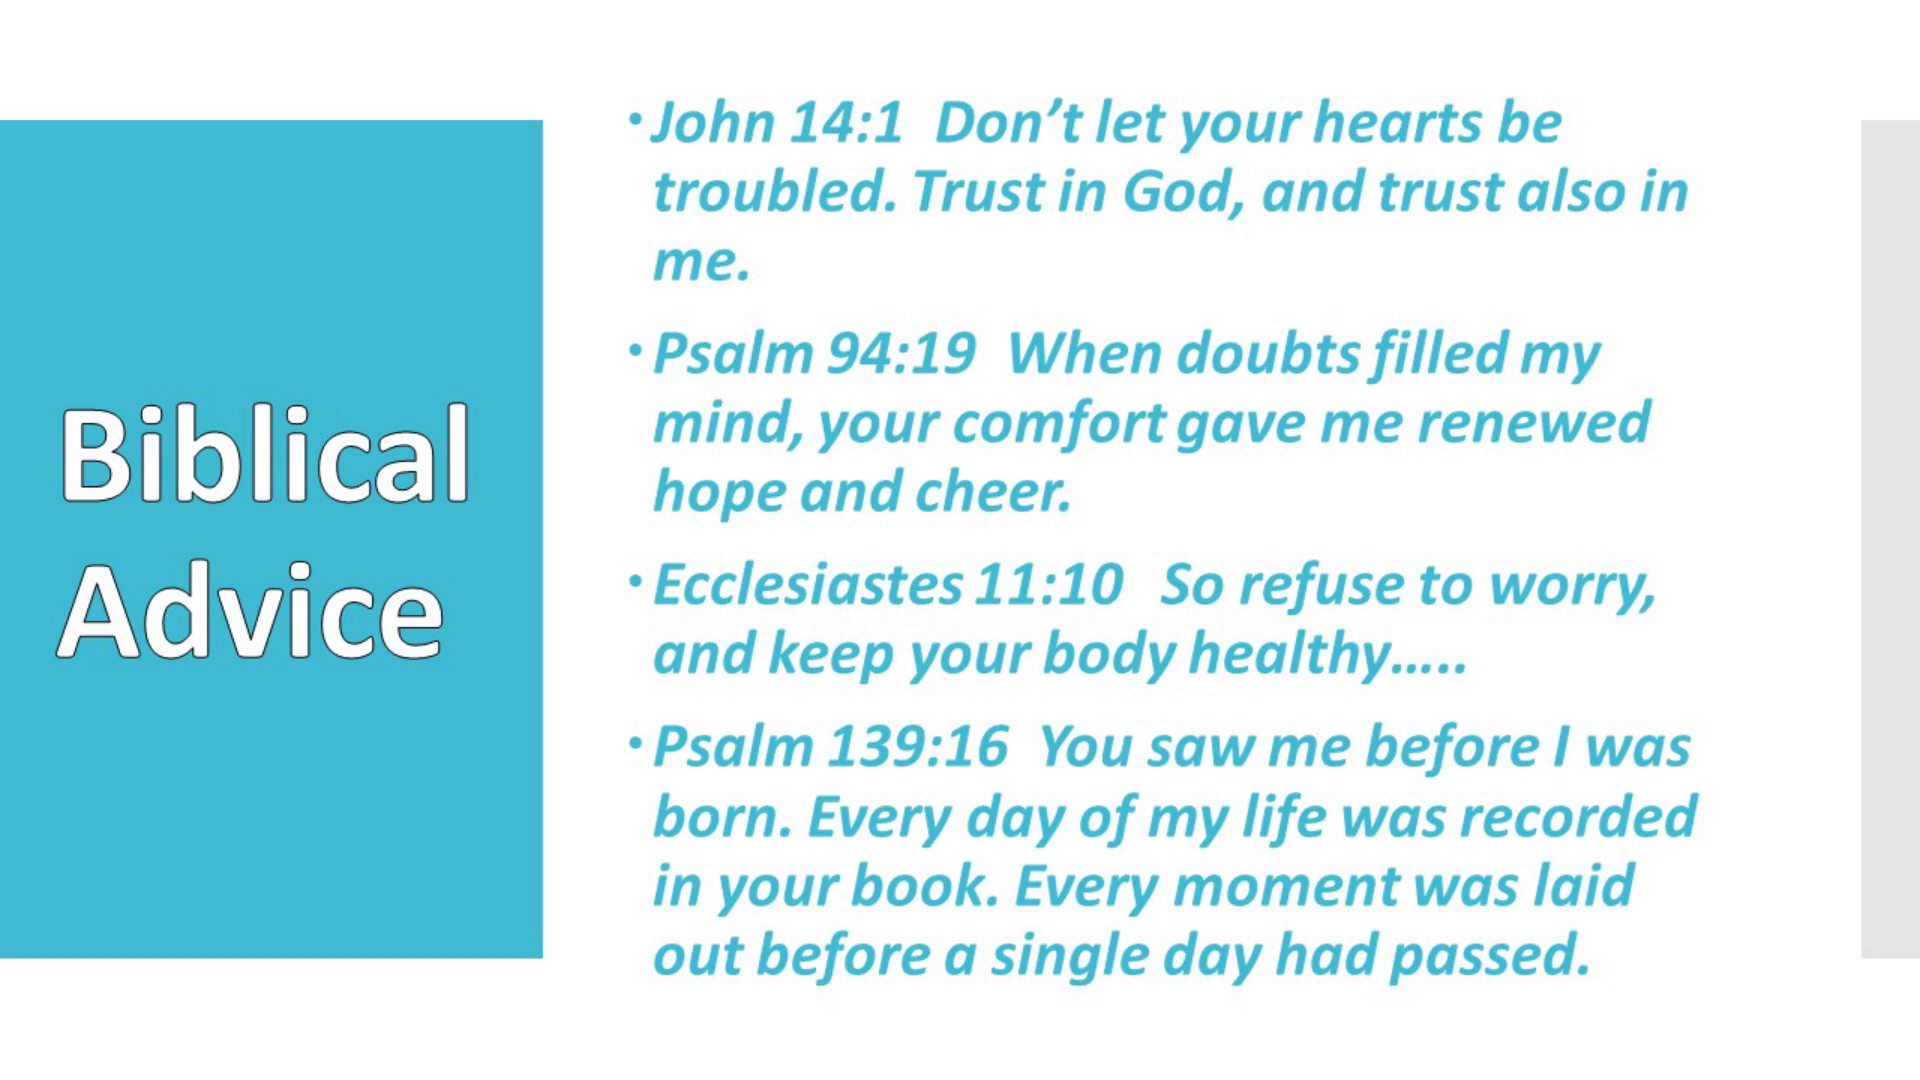 Biblical
Advice
• John 14:1  Don’t let your hearts be
troubled. Trust in God, and trust also in
me.
• Psalm 94:19  When doubts filled my
mind, your comfort gave me renewed
hope and cheer.
• Ecclesiastes 11:10  So refuse to worry,
and keep your body healthy.....
• Psalm 139:16  You saw me before I was
born. Every day of my life was recorded
in your book. Every moment was laid
out before a single day had passed.